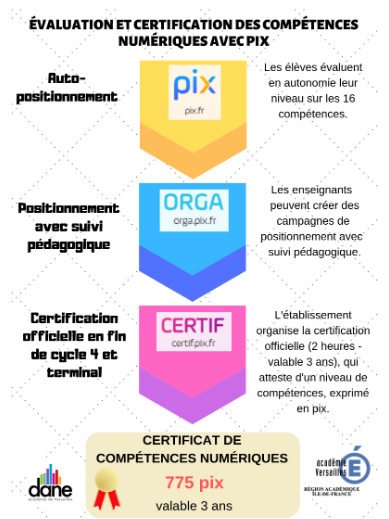 ÉVALUATION ET CERTIFICATION DES COMPÉTENCES
NUMÉRIQUES AVEC PIX
Auto-
positionnement
pix
pix.fr
Les élèves évaluent
en autonomie leur
niveau sur les 16
compétences.
Positionnement
avec suivi
pédagogique
ORGA
orga.pix.fr
Les enseignants
peuvent créer des
campagnes de
positionnement avec
suivi pédagogique.
Certification
officielle en fin
de cycle 4 et
terminal
CERTIF
certif.pix.fr
L'établissement
organise la certification
officielle (2 heures -
valable 3 ans), qui
atteste d'un niveau de
compétences, exprimé
en pix.
CERTIFICAT DE
COMPÉTENCES NUMÉRIQUES
775 pix
valable 3 ans
dane
académie de Versailles
académie
Versailles
RÉGION ACADÉMIQUE
ÎLE-DE-FRANCE